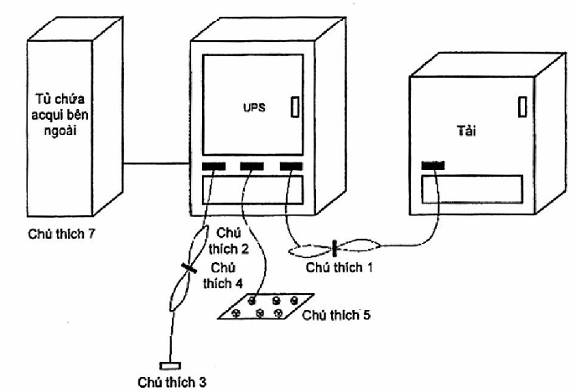 Tủ chứa
acqui bên
ngoài
UPS
Tải
Chú thích 7
Chú
thích 2
Chú
thích 4
Chú thích 1
Chú thích 5
Chú thích 3